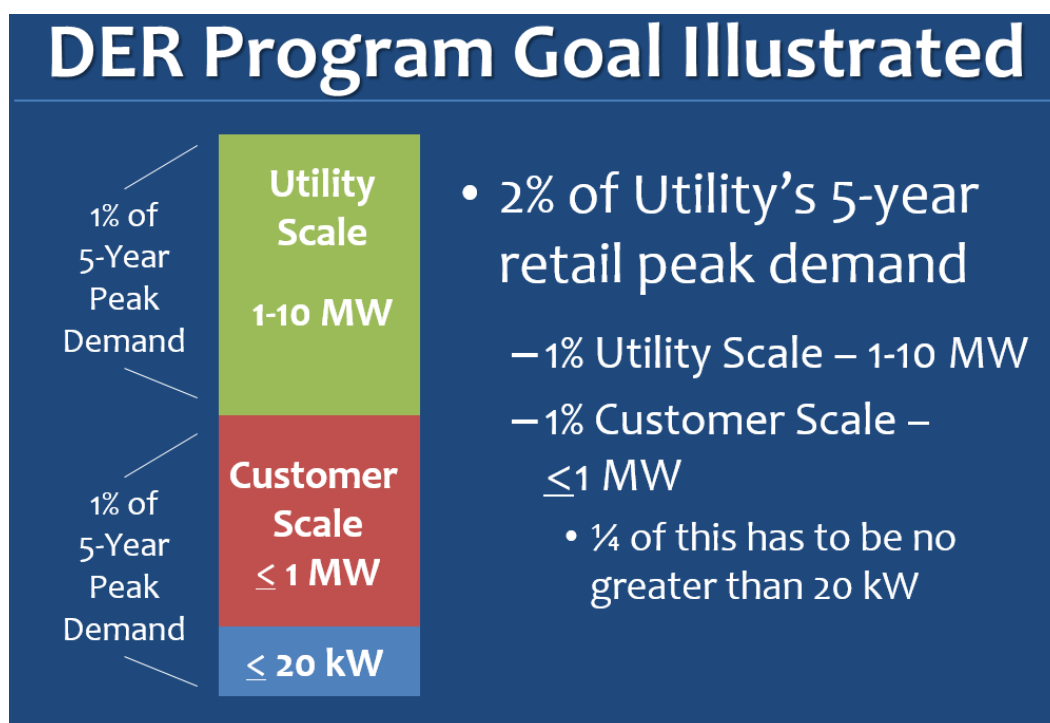 DER Program Goal Illustrated
1% of
5-Year
Peak
Demand
Utility
Scale
1-10 MW
1% of
5-Year
Peak
Demand
Customer
Scale
≤ 1 MW
≤ 20 kW
• 2% of Utility’s 5-year
retail peak demand
–1% Utility Scale – 1-10 MW
–1% Customer Scale –
≤1 MW
• ¼ of this has to be no
greater than 20 kW